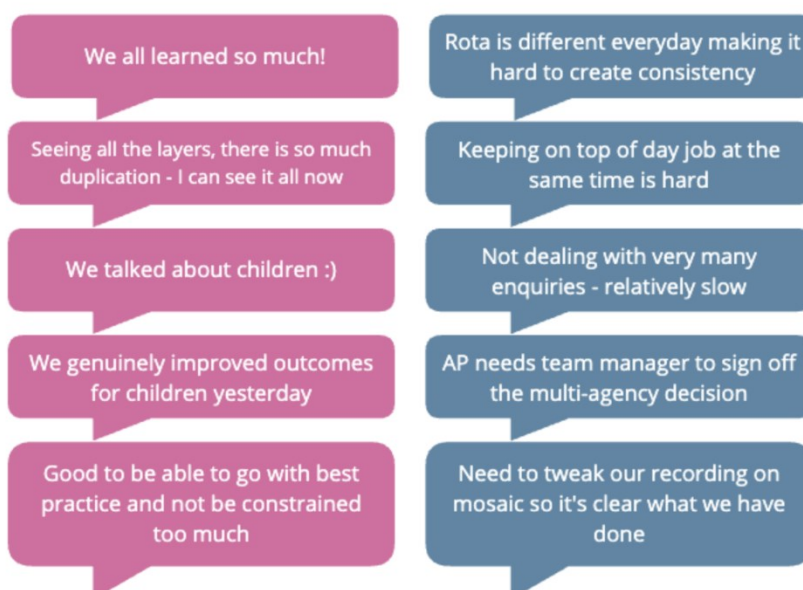 We all learned so much!
Seeing all the layers, there is so much
duplication - I can see it all now
We talked about children :)
We genuinely improved outcomes
for children yesterday
Good to be able to go with best
practice and not be constrained
too much
Rota is different everyday making it
hard to create consistency
Keeping on top of day job at the
same time is hard
Not dealing with very many
enquiries - relatively slow
AP needs team manager to sign off
the multi-agency decision
Need to tweak our recording on
mosaic so it's clear what we have
done